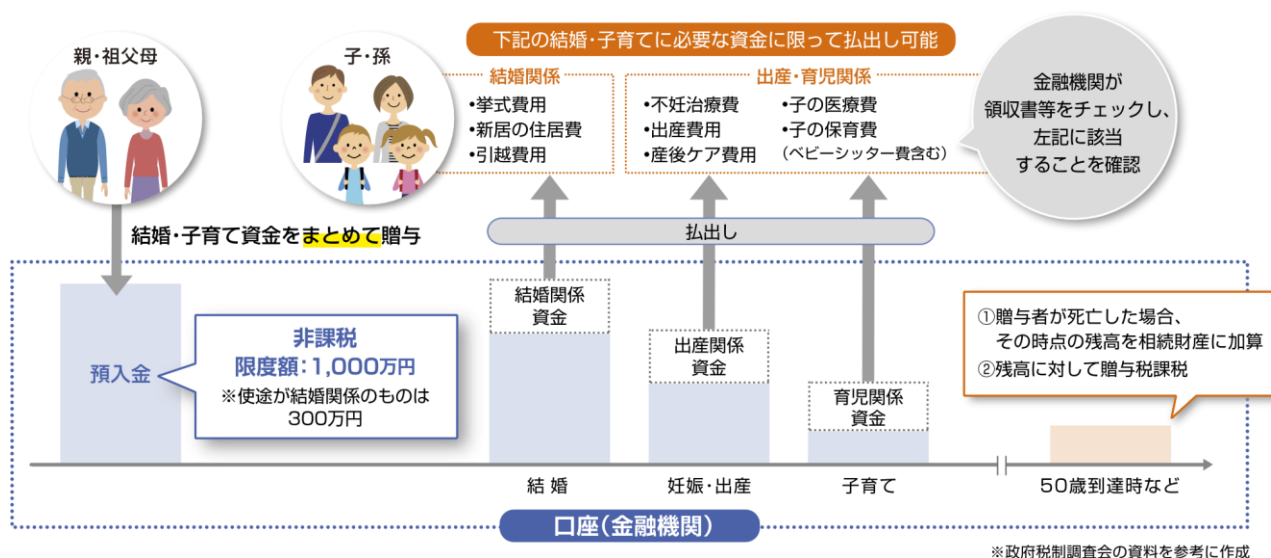 親・祖父母
子・孫
下記の結婚・子育てに必要な資金に限って払出し可能
結婚関係
•挙式費用
•新居の住居費
•引越費用
出産・育児関係
•不妊治療費
•出産費用
•産後ケア費用
•子の医療費
•子の保育費
(ベビーシッター費含む)
金融機関が
領収書等をチェックし、
左記に該当
することを確認
結婚・子育て資金をまとめて贈与
払出し
預入金
非課税
限度額:1,000万円
※使途が結婚関係のものは
300万円
結婚関係
資金
出産関係
資金
育児関係
資金
①贈与者が死亡した場合、
その時点の残高を相続財産に加算
②残高に対して贈与税課税
結婚
妊娠・出産
子育て
50歳到達時など
口座(金融機関)
※政府税制調査会の資料を参考に作成